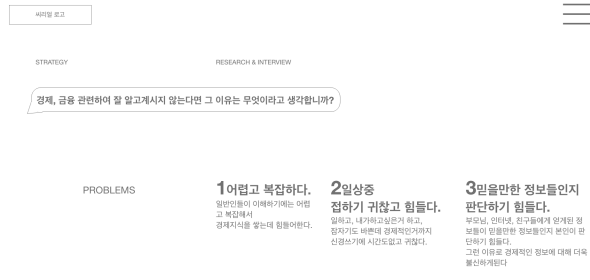 씨리얼 로고
STRATEGY
RESEARCH & INTERVIEW
경제, 금융 관련하여 잘 알고계시지 않는다면 그 이유는 무엇이라고 생각합니까?
PROBLEMS
1어렵고 복잡하다.
일반인들이 이해하기에는 어렵
고 복잡해서
경제지식을 쌓는데 힘들어한다.
2일상중
접하기 귀찮고 힘들다.
일하고, 내가하고싶은거 하고,
잠자기도 바쁜데 경제적인거까지
신경쓰기에 시간도없고 귀찮다.
3믿을만한 정보들인지
판단하기 힘들다.
부모님, 인터넷, 친구들에게 얻게된 정
보들이 믿을만한 정보들인지 본인이 판
단하기 힘들다.
그런 이유로 경제적인 정보에 대해 더욱
불신하게된다